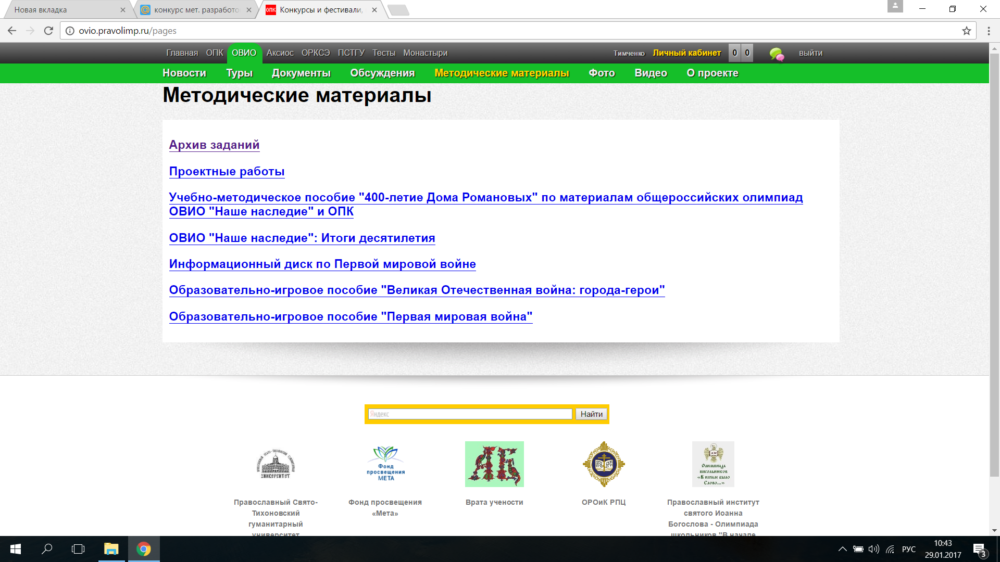 Новая вкладка
конкурс мет. разработо
ОПК
Конкурсы и фестивали,
ovio.pravolimp.ru/pages
Главная ОПК ОВИО Аксиос ОРКСЭ ПСТГУ Тесты Монастыри
Тимченко Личный кабинет 0 0 выйти
Новости Туры Документы Обсуждения Методические материалы Фото Видео О проекте
Методические материалы
Архив заданий
Проектные работы
Учебно-методическое пособие "400-летие Дома Романовых" по материалам общероссийских олимпиад
ОВИО "Наше наследие" и ОПК
ОВИО "Наше наследие": Итоги десятилетия
Информационный диск по Первой мировой войне
Образовательно-игровое пособие "Великая Отечественная война: города-герои"
Образовательно-игровое пособие "Первая мировая война"
Яндекс
Найти
УНИВЕРСИТЕТ
Фонд
просвещения
МЕТА
Олимпиада
школьников
«В начале было
Слово...»
Православный Свято-
Тихоновский
гуманитарный
университет
Фонд просвещения
«Мета»
Врата учености
ОРОиК РПЦ
Православный институт
святого Иоанна
Богослова - Олимпиада
школьников "В начале
РУС
10:43
29.01.2017
3